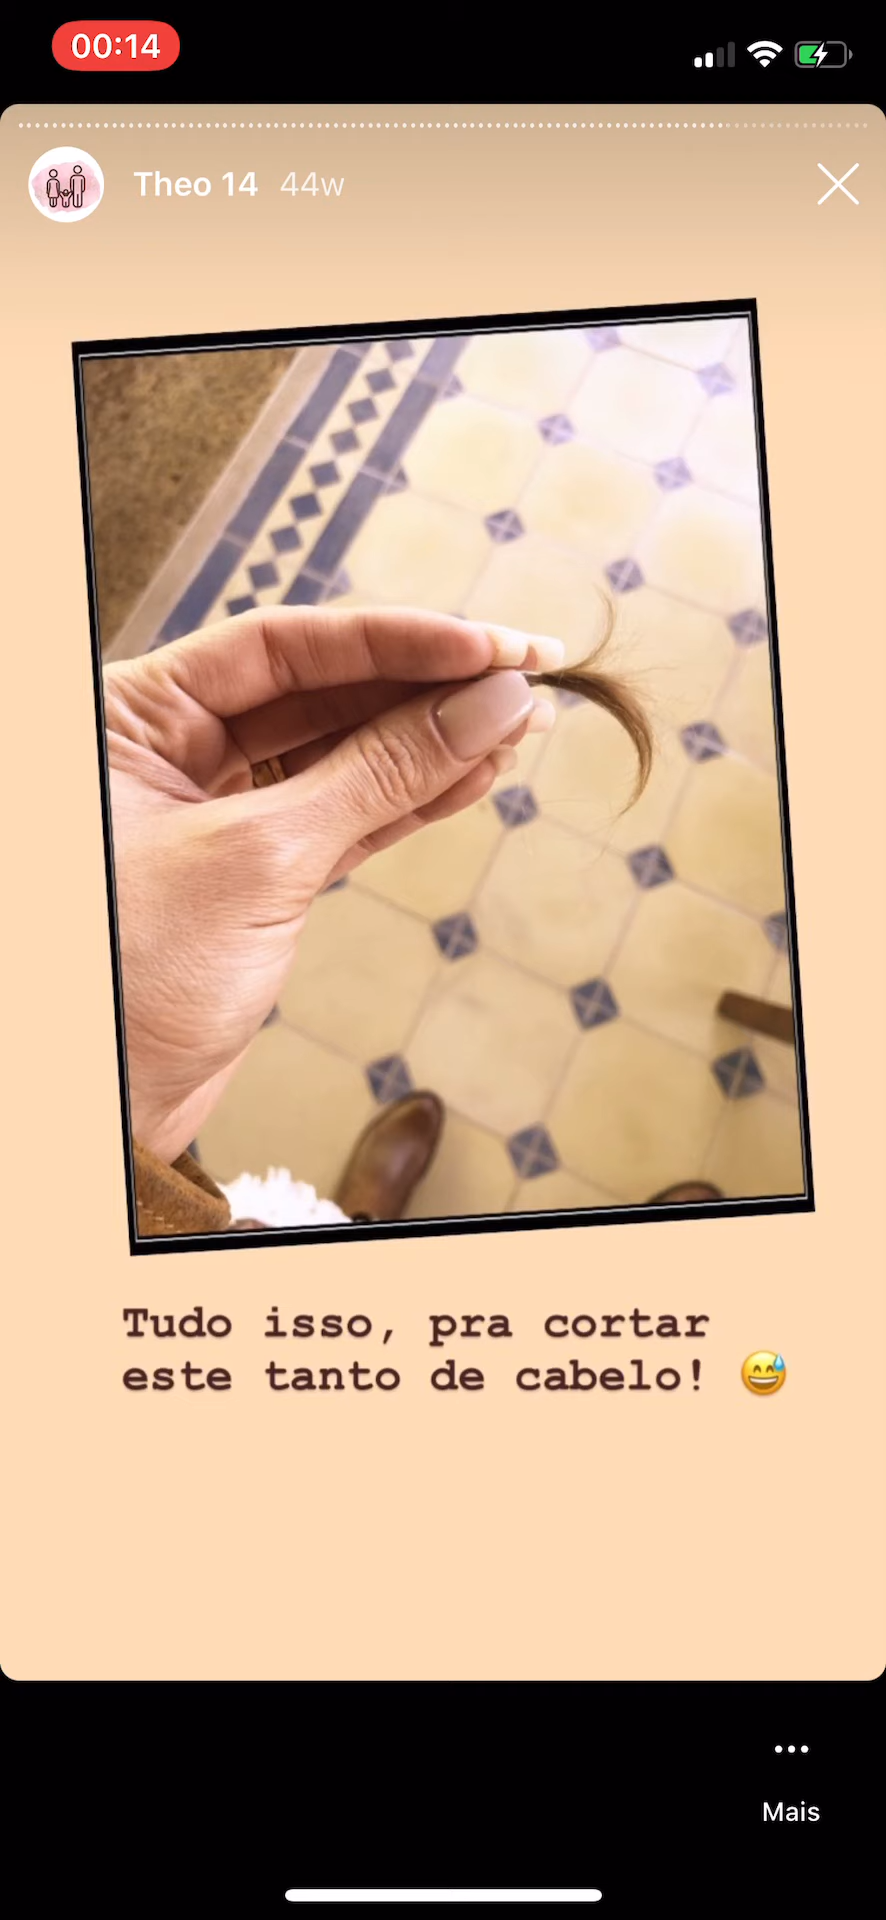 00:14
Theo 14 44w
Tudo isso, pra cortar
este tanto de cabelo! 😅
Mais